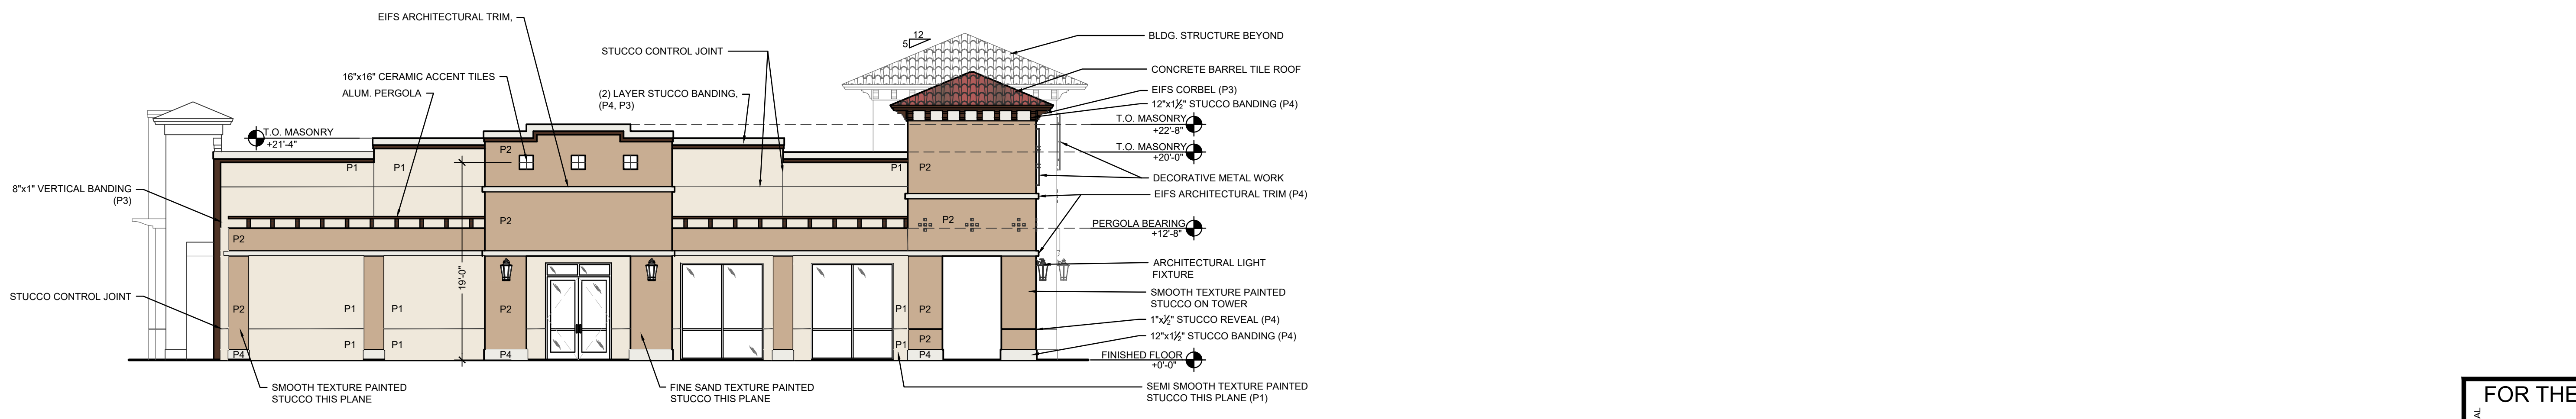 EIFS ARCHITECTURAL TRIM,
STUCCO CONTROL JOINT
16"x16" CERAMIC ACCENT TILES
ALUM. PERGOLA
(2) LAYER STUCCO BANDING,
(P4, P3)
T.O. MASONRY
+21'-4"
8"x1" VERTICAL BANDING
(P3)
STUCCO CONTROL JOINT
SMOOTH TEXTURE PAINTED
STUCCO THIS PLANE
FINE SAND TEXTURE PAINTED
STUCCO THIS PLANE
12
5
BLDG. STRUCTURE BEYOND
CONCRETE BARREL TILE ROOF
EIFS CORBEL (P3)
12"x1½" STUCCO BANDING (P4)
T.O. MASONRY
+22'-8"
T.O. MASONRY
+20'-0"
DECORATIVE METAL WORK
EIFS ARCHITECTURAL TRIM (P4)
PERGOLA BEARING
+12'-8"
ARCHITECTURAL LIGHT
FIXTURE
SMOOTH TEXTURE PAINTED
STUCCO ON TOWER
1"x½" STUCCO REVEAL (P4)
12"x1½" STUCCO BANDING (P4)
FINISHED FLOOR
+0'-0"
SEMI SMOOTH TEXTURE PAINTED
STUCCO THIS PLANE (P1)
P2
P1 P1 P1 P2
P2 P2
P2
19'-0"
P2 P1 P1 P2 P1 P2
P1 P1 P1 P2
P4 P4 P4
FOR THE
AL